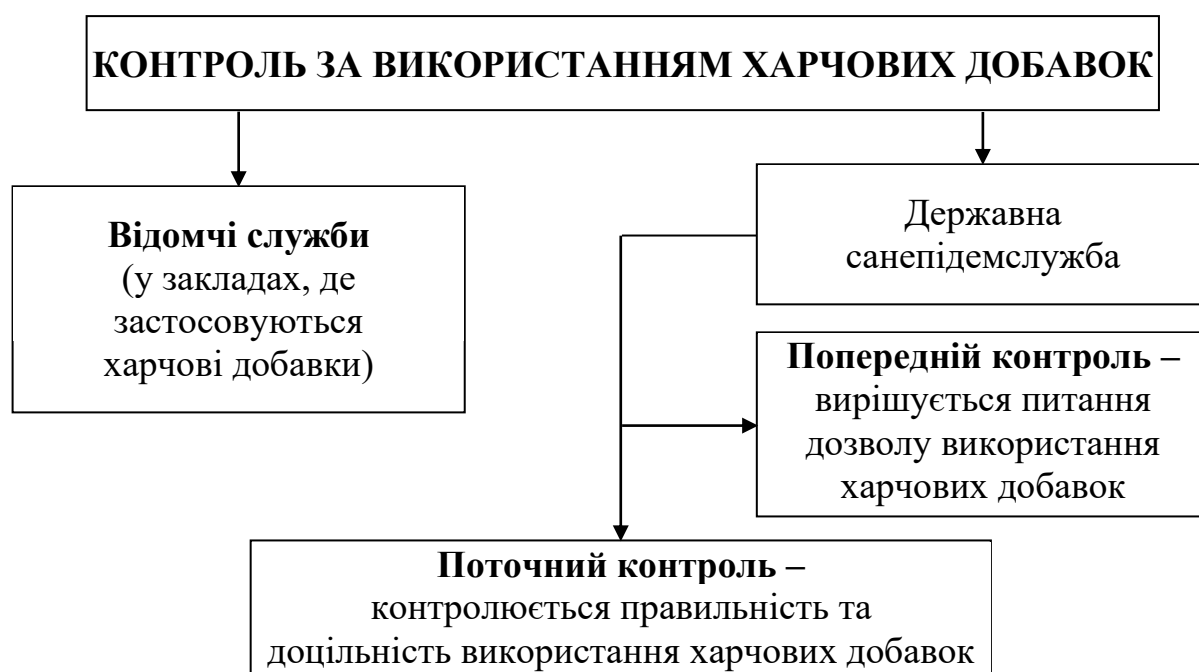 КОНТРОЛЬ ЗА ВИКОРИСТАННЯМ ХАРЧОВИХ ДОБАВОК
Відомчі служби
(у закладах, де
застосовуються
харчові добавки)
Державна
санепідемслужба
Попередній контроль –
вирішується питання
дозволу використання
харчових добавок
Поточний контроль –
контролюється правильність та
доцільність використання харчових добавок